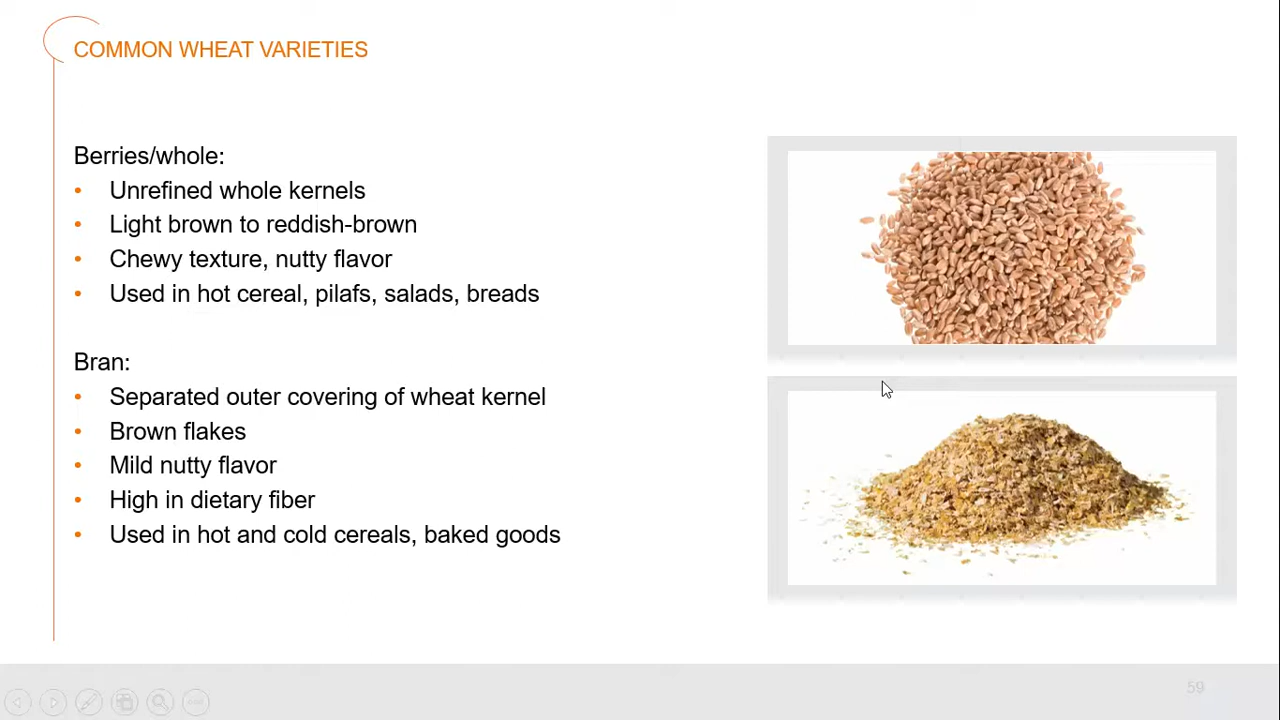 COMMON WHEAT VARIETIES
Berries/whole:
• Unrefined whole kernels
• Light brown to reddish-brown
• Chewy texture, nutty flavor
• Used in hot cereal, pilafs, salads, breads
Bran:
• Separated outer covering of wheat kernel
• Brown flakes
• Mild nutty flavor
• High in dietary fiber
• Used in hot and cold cereals, baked goods
59